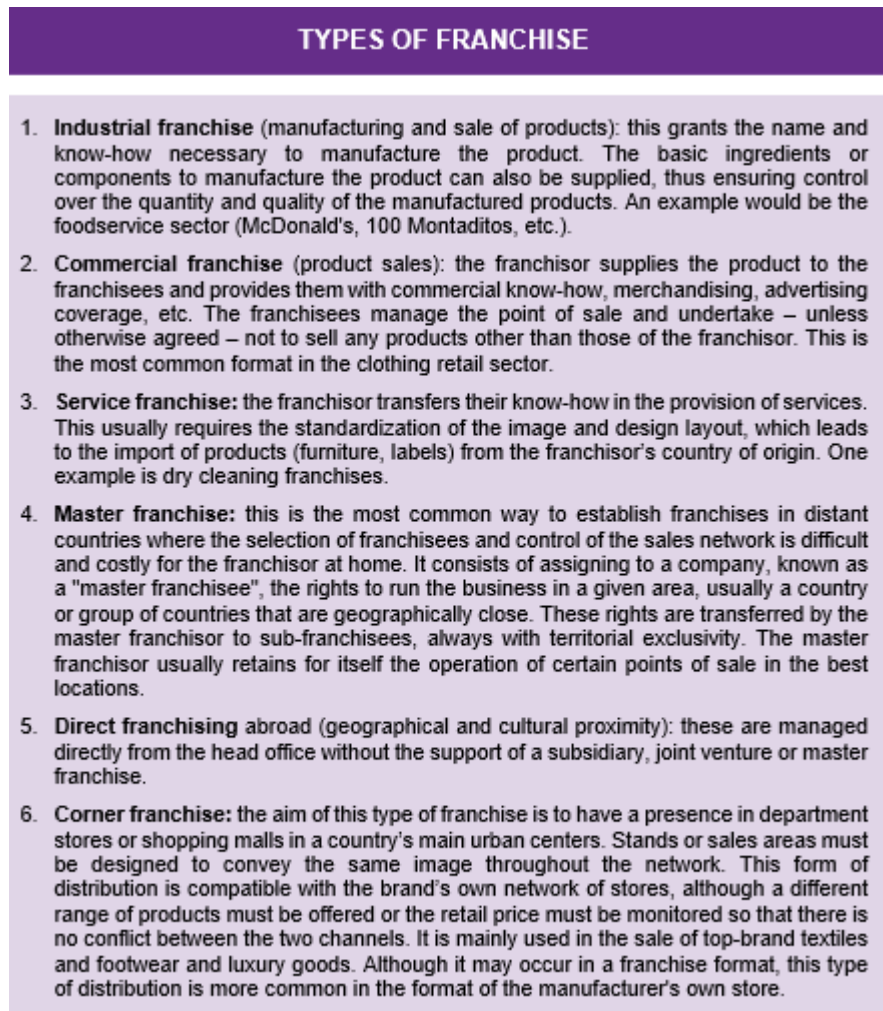 TYPES OF FRANCHISE
1. Industrial franchise (manufacturing and sale of products): this grants the name and
know-how necessary to manufacture the product. The basic ingredients or
components to manufacture the product can also be supplied, thus ensuring control
over the quantity and quality of the manufactured products. An example would be the
foodservice sector (McDonald's, 100 Montaditos, etc.).
2. Commercial franchise (product sales): the franchisor supplies the product to the
franchisees and provides them with commercial know-how, merchandising, advertising
coverage, etc. The franchisees manage the point of sale and undertake – unless
otherwise agreed – not to sell any products other than those of the franchisor. This is
the most common format in the clothing retail sector.
3. Service franchise: the franchisor transfers their know-how in the provision of services.
This usually requires the standardization of the image and design layout, which leads
to the import of products (furniture, labels) from the franchisor's country of origin. One
example is dry cleaning franchises.
4. Master franchise: this is the most common way to establish franchises in distant
countries where the selection of franchisees and control of the sales network is difficult
and costly for the franchisor at home. It consists of assigning to a company, known as
a "master franchisee", the rights to run the business in a given area, usually a country
or group of countries that are geographically close. These rights are transferred by the
master franchisor to sub-franchisees, always with territorial exclusivity. The master
franchisor usually retains for itself the operation of certain points of sale in the best
locations.
5. Direct franchising abroad (geographical and cultural proximity): these are managed
directly from the head office without the support of a subsidiary, joint venture or master
franchise.
6. Corner franchise: the aim of this type of franchise is to have a presence in department
stores or shopping malls in a country's main urban centers. Stands or sales areas must
be designed to convey the same image throughout the network. This form of
distribution is compatible with the brand's own network of stores, although a different
range of products must be offered or the retail price must be monitored so that there is
no conflict between the two channels. It is mainly used in the sale of top-brand textiles
and footwear and luxury goods. Although it may occur in a franchise format, this type
of distribution is more common in the format of the manufacturer's own store.